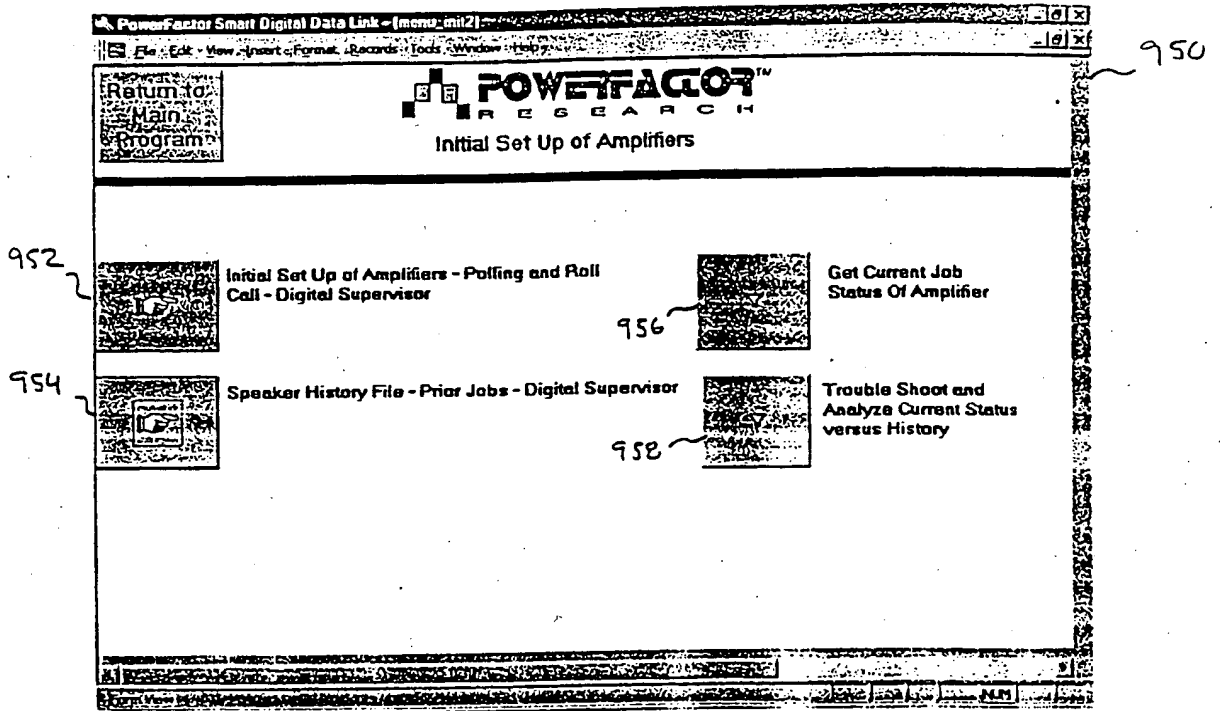 PowerFactor Smart Digital Data Link - [menu_init2]
File Edit View Insert Format Records Tools Window Help
950
Return to
Main
Program
POWERFACTOR™
RESEARCH
Initial Set Up of Amplifiers
952
Initial Set Up of Amplifiers - Polling and Roll
Call - Digital Supervisor
956
Get Current Job
Status Of Amplifier
954
Speaker History File - Prior Jobs - Digital Supervisor
958
Trouble Shoot and
Analyze Current Status
versus History
Form View
NUM